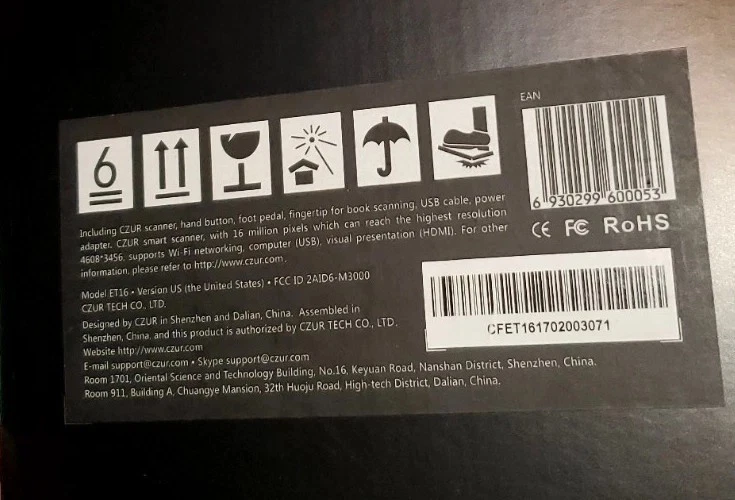 6
EAN
6 930299 600053
CE FC RoHS
Including CZUR scanner, hand button, foot pedal, fingertip for book scanning, USB cable, power
adapter. CZUR smart scanner, with 16 million pixels which can reach the highest resolution
4608*3456, supports Wi-Fi networking, computer (USB), visual presentation (HDMI). For other
information, please refer to http://www.czur.com.
Model ET16 • Version US (the United States) • FCC ID 2AID6-M3000
CZUR TECH CO., LTD.
Designed by CZUR in Shenzhen and Dalian, China. Assembled in
Shenzhen, China. and this product is authorized by CZUR TECH CO., LTD.
Website http://www.czur.com
E-mail support@czur.com • Skype support@czur.com
CFET161702003071
Room 1701, Oriental Science and Technology Building, No.16, Keyuan Road, Nanshan District, Shenzhen, China.
Room 911, Building A, Chuangye Mansion, 32th Huoju Road, High-tech District, Dalian, China.